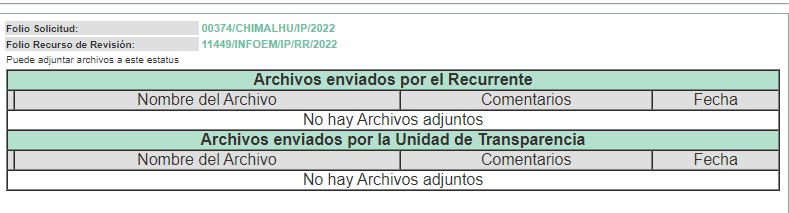 Folio Solicitud: 00374/CHIMALHU/IP/2022
Folio Recurso de Revisión: 11449/INFOEM/IP/RR/2022
Puede adjuntar archivos a este estatus
Archivos enviados por el Recurrente
Nombre del Archivo Comentarios Fecha
No hay Archivos adjuntos
Archivos enviados por la Unidad de Transparencia
Nombre del Archivo Comentarios Fecha
No hay Archivos adjuntos